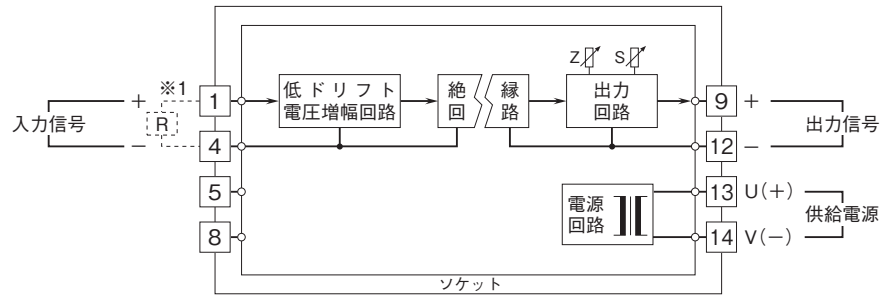 Z S
※1
入力信号
+
R
−
1
4
5
8
低ドリフト
電圧増幅回路
絶縁
回路
出力
回路
9 +
12 −
出力信号
電源
回路
13 U(+)
14 V(−)
供給電源
ソケット